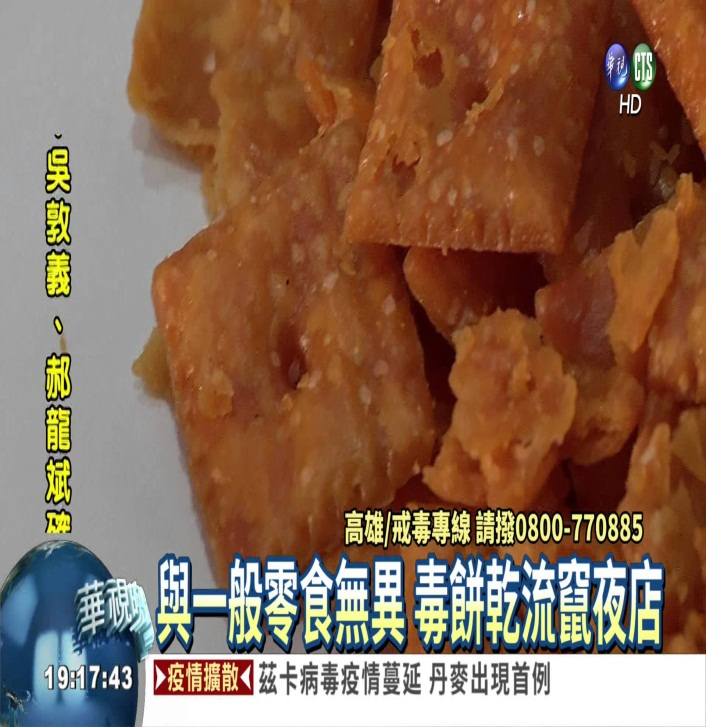 華視 CTS
HD
、吳敦義、郝龍斌確
高雄/戒毒專線 請撥0800-770885
華視
與一般零食無異 毒餅乾流竄夜店
19:17:43
疫情擴散 茲卡病毒疫情蔓延 丹麥出現首例